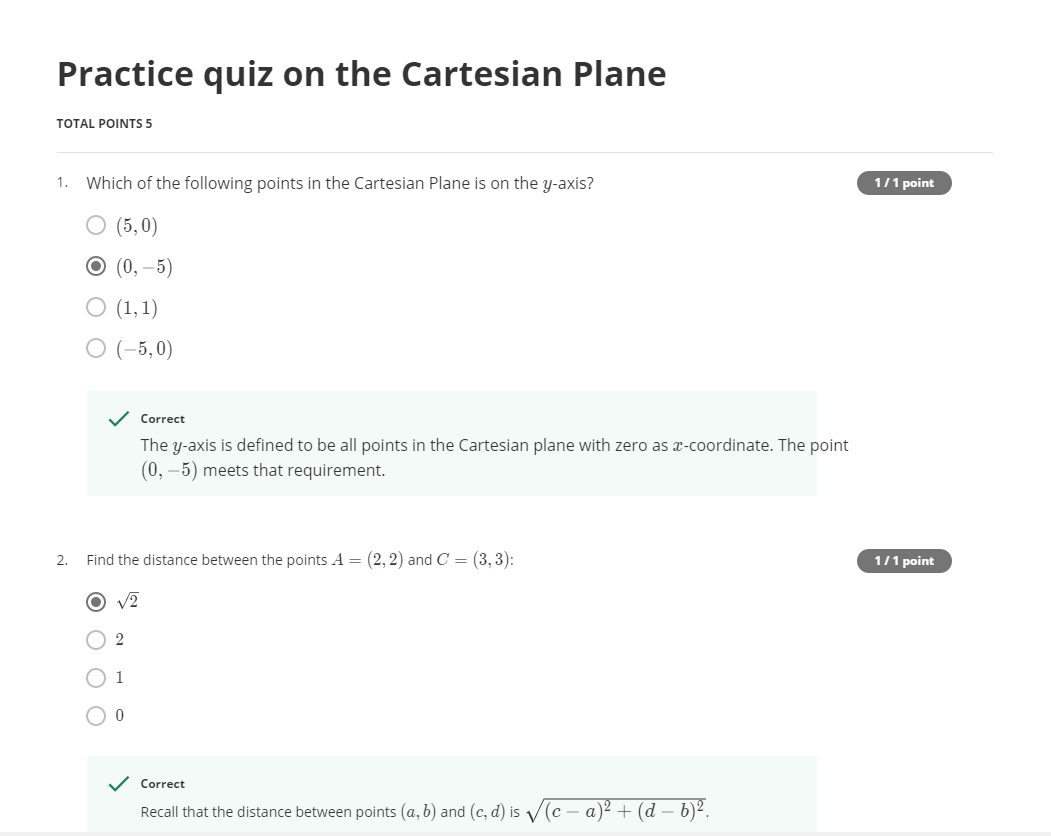 Practice quiz on the Cartesian Plane
TOTAL POINTS 5
1. Which of the following points in the Cartesian Plane is on the y-axis? 1 / 1 point
(5, 0)
(0, −5)
(1, 1)
(−5, 0)
Correct
The y-axis is defined to be all points in the Cartesian plane with zero as x-coordinate. The point
(0, −5) meets that requirement.
2. Find the distance between the points A = (2, 2) and C = (3, 3): 1 / 1 point
√2
2
1
0
Correct
Recall that the distance between points (a, b) and (c, d) is √((c − a)² + (d − b)²).